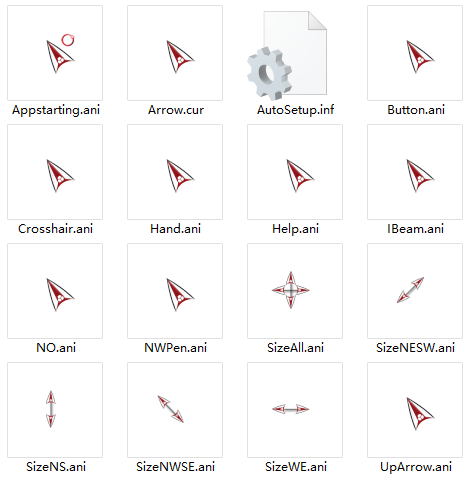 Appstarting.ani
Arrow.cur
AutoSetup.inf
Button.ani
Crosshair.ani
Hand.ani
Help.ani
IBeam.ani
NO.ani
NWPen.ani
SizeAll.ani
SizeNESW.ani
SizeNS.ani
SizeNWSE.ani
SizeWE.ani
UpArrow.ani